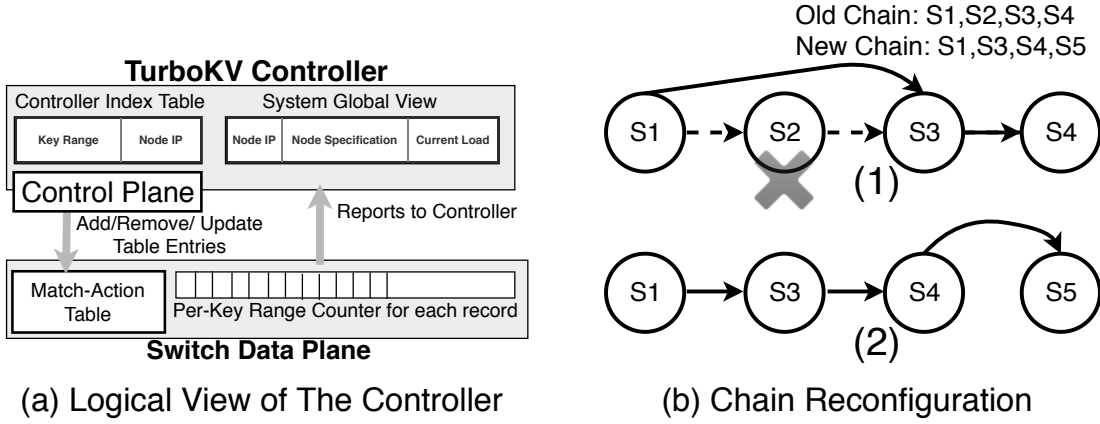 TurboKV Controller
Controller Index Table
System Global View
Key Range
Node IP
Node IP
Node Specification
Current Load
Control Plane
Add/Remove/ Update
Table Entries
Reports to Controller
Match-Action
Table
Per-Key Range Counter for each record
Switch Data Plane
(a) Logical View of The Controller
Old Chain: S1,S2,S3,S4
New Chain: S1,S3,S4,S5
S1
S2
S3
S4
(1)
S1
S3
S4
S5
(2)
(b) Chain Reconfiguration